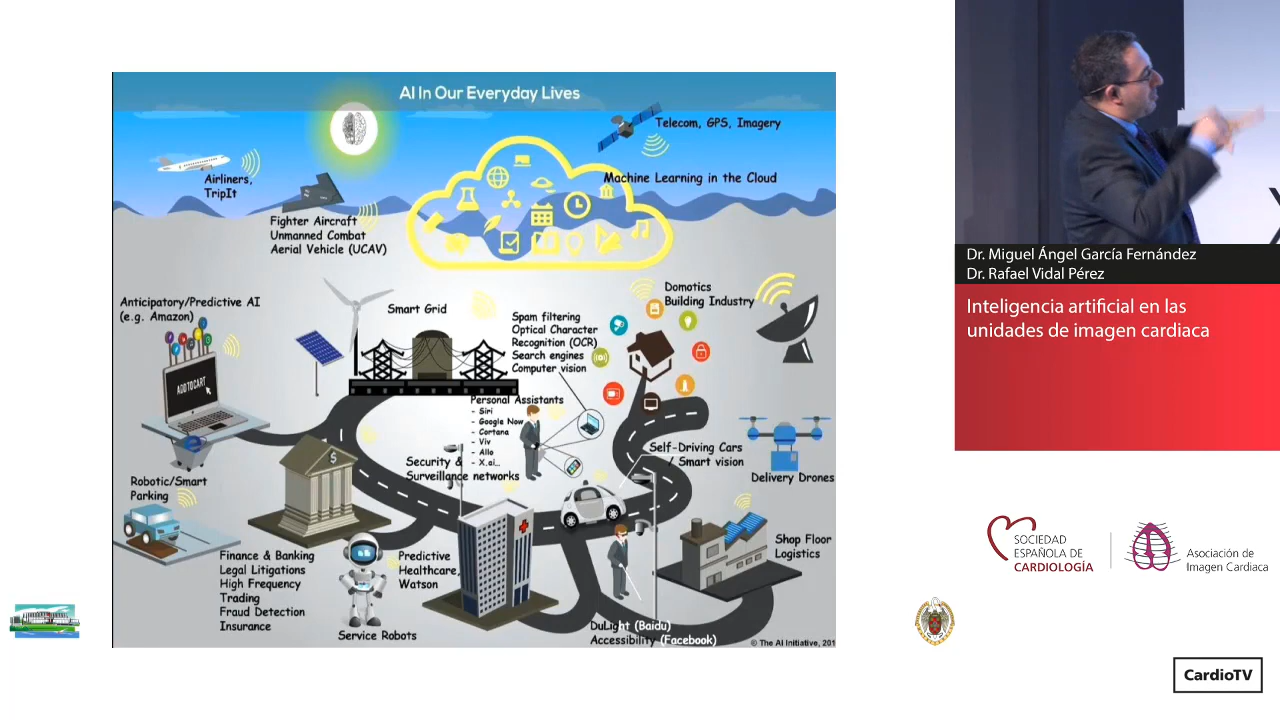 AI In Our Everyday Lives
Telecom, GPS, Imagery
Airliners,
TripIt
Machine Learning in the Cloud
Fighter Aircraft
Unmanned Combat
Aerial Vehicle (UCAV)
Anticipatory/Predictive AI
(e.g. Amazon)
Smart Grid
Domotics
Building Industry
Spam filtering
Optical Character
Recognition (OCR)
Search engines
Computer vision
ADD TO CART
Personal Assistants
- Siri
- Google Now
- Cortana
- Viv
- Allo
- X.ai...
Security &
Surveillance networks
Self-Driving Cars
/ Smart vision
Delivery Drones
Robotic/Smart
Parking
Finance & Banking
Legal Litigations
High Frequency
Trading
Fraud Detection
Insurance
Service Robots
Predictive
Healthcare,
Watson
Shop Floor
Logistics
DuLight (Baidu)
Accessibility (Facebook)
© The AI Initiative, 201
Dr. Miguel Ángel García Fernández
Dr. Rafael Vidal Pérez
Inteligencia artificial en las
unidades de imagen cardiaca
SOCIEDAD
ESPAÑOLA DE
CARDIOLOGÍA
Asociación de
Imagen Cardiaca
CardioTV